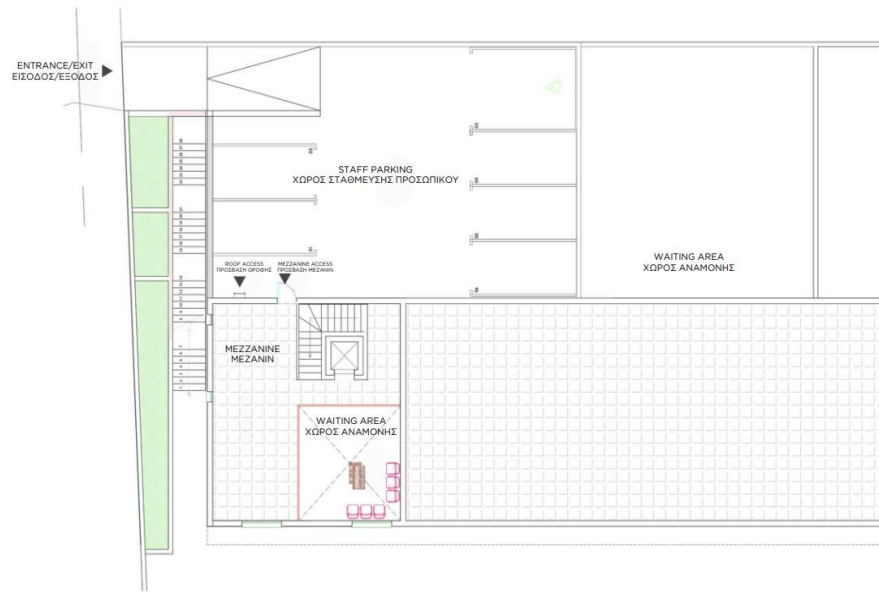 ENTRANCE/EXIT
ΕΙΣΟΔΟΣ/ΕΞΟΔΟΣ
STAFF PARKING
ΧΩΡΟΣ ΣΤΑΘΜΕΥΣΗΣ ΠΡΟΣΩΠΙΚΟΥ
WAITING AREA
ΧΩΡΟΣ ΑΝΑΜΟΝΗΣ
ROOF ACCESS
ΠΡΟΣΒΑΣΗ ΟΡΟΦΗΣ
MEZZANINE ACCESS
ΠΡΟΣΒΑΣΗ ΜΕΖΑΝΙΝ
MEZZANINE
ΜΕΖΑΝΙΝ
WAITING AREA
ΧΩΡΟΣ ΑΝΑΜΟΝΗΣ